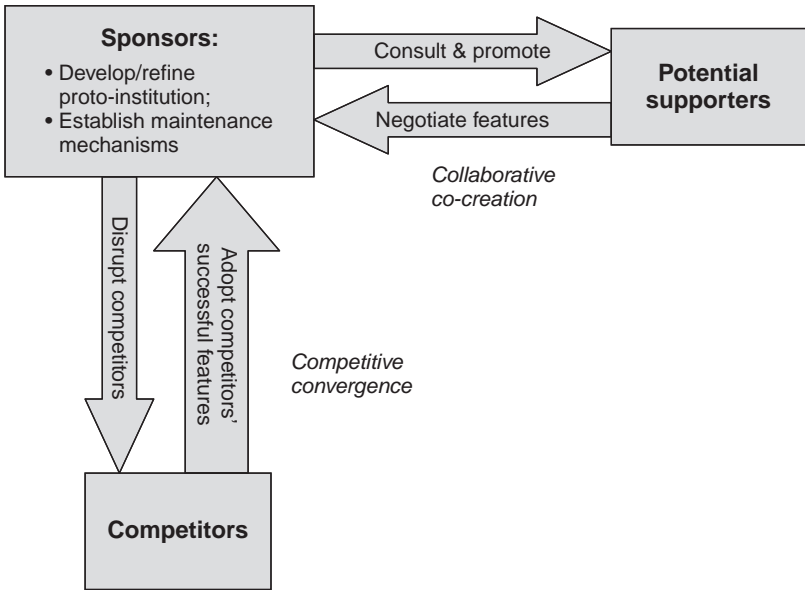 Sponsors:
• Develop/refine
proto-institution;
• Establish maintenance
mechanisms
Consult & promote
Negotiate features
Potential
supporters
Collaborative
co-creation
Disrupt competitors
Adopt competitors’
successful features
Competitive
convergence
Competitors